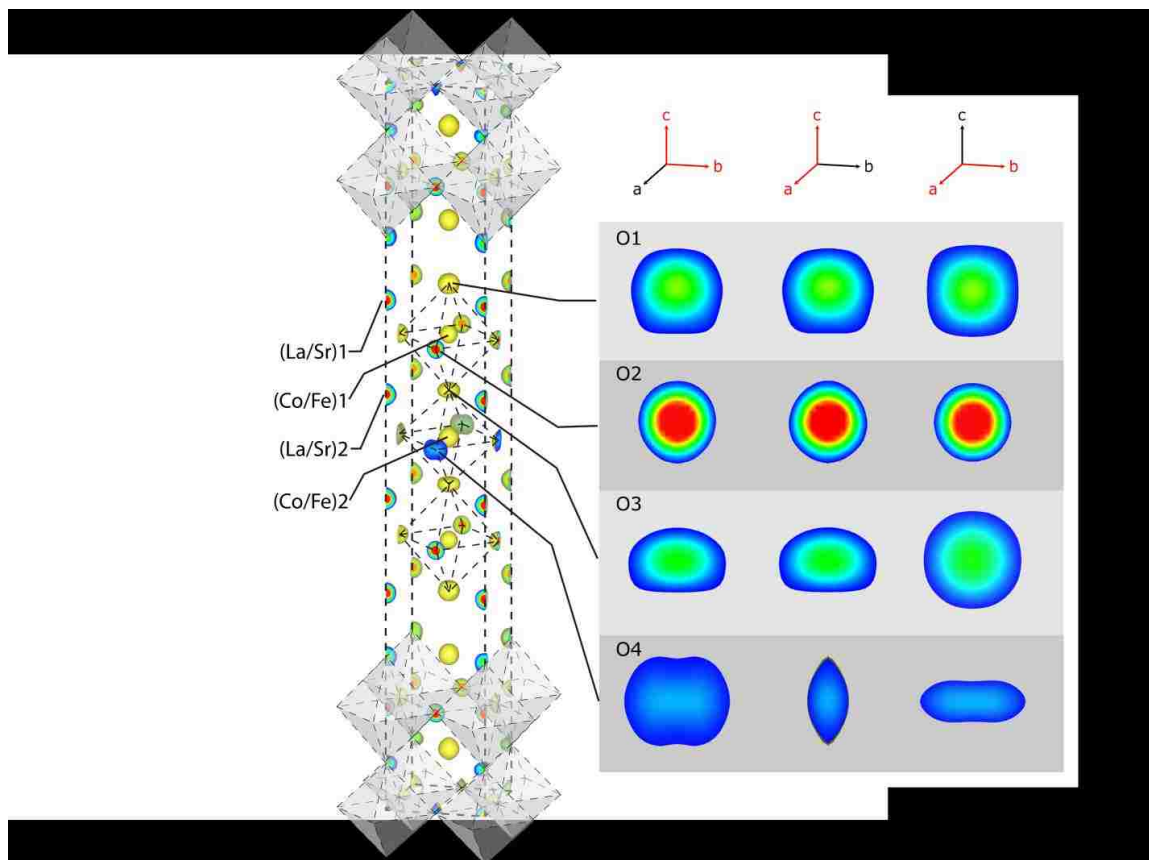 c c c
b b b
a a a
O1
(La/Sr)1
O2
(Co/Fe)1
(La/Sr)2
(Co/Fe)2
O3
O4